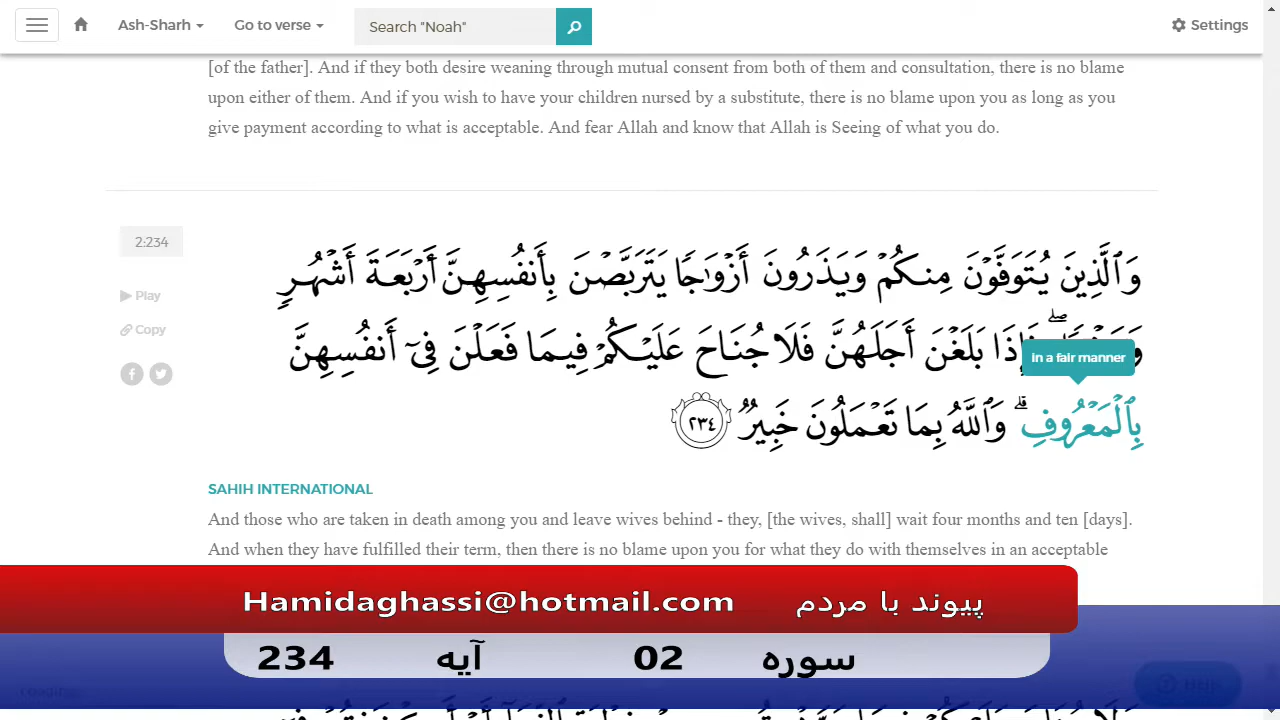 Ash-Sharh Go to verse Search "Noah" Settings
[of the father]. And if they both desire weaning through mutual consent from both of them and consultation, there is no blame
upon either of them. And if you wish to have your children nursed by a substitute, there is no blame upon you as long as you
give payment according to what is acceptable. And fear Allah and know that Allah is Seeing of what you do.
2:234
Play
Copy
وَٱلَّذِينَ يُتَوَفَّوْنَ مِنكُمْ وَيَذَرُونَ أَزْوَٰجًا يَتَرَبَّصْنَ بِأَنفُسِهِنَّ أَرْبَعَةَ أَشْهُرٍ
فَإِذَا بَلَغْنَ أَجَلَهُنَّ فَلَا جُنَاحَ عَلَيْكُمْ فِيمَا فَعَلْنَ فِىٓ أَنفُسِهِنَّ
in a fair manner
بِٱلْمَعْرُوفِ ۗ وَٱللَّهُ بِمَا تَعْمَلُونَ خَبِيرٌ ٢٣٤
SAHIH INTERNATIONAL
And those who are taken in death among you and leave wives behind - they, [the wives, shall] wait four months and ten [days].
And when they have fulfilled their term, then there is no blame upon you for what they do with themselves in an acceptable
پیوند با مردم Hamidaghassi@hotmail.com
سوره 02 آیه 234